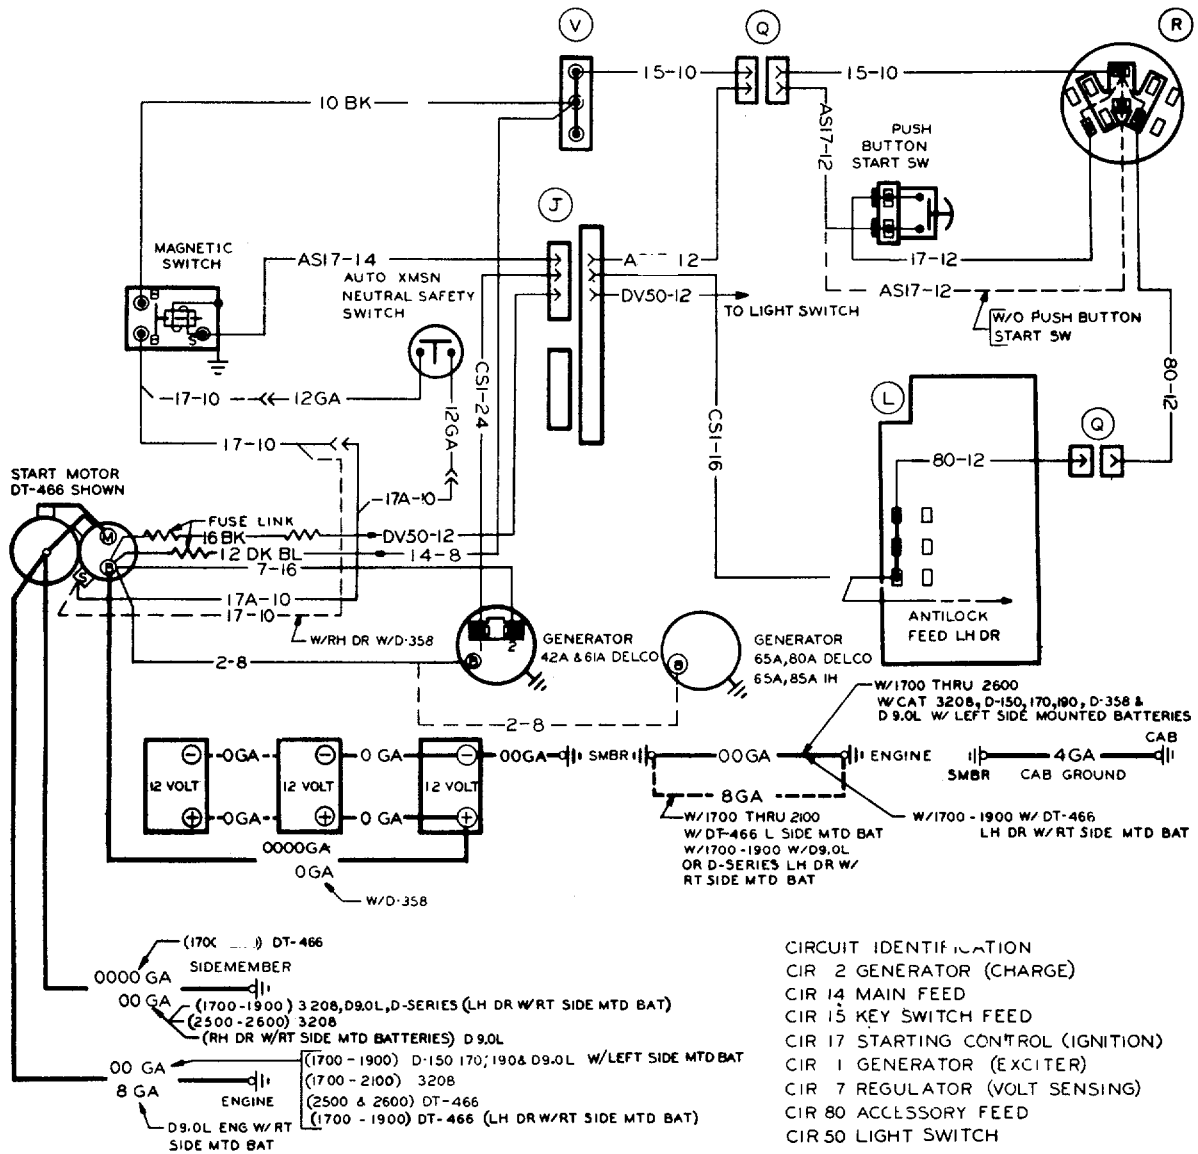 V
Q
R
15-10
15-10
10 BK
AS17-12
PUSH
BUTTON
START SW
J
MAGNETIC
SWITCH
AS17-14
A
12
17-12
AUTO XMSN
NEUTRAL SAFETY
SWITCH
DV50-12
TO LIGHT SWITCH
AS17-12
W/O PUSH BUTTON
START SW
B
B
S
CS1-24
12GA
CS1-16
80-12
L
Q
17-10
12GA
17-10
80-12
START MOTOR
DT-466 SHOWN
17A-10
FUSE LINK
M
16 BK
DV50-12
12 DK BL
14-8
B
7-16
S
17A-10
17-10
ANTILOCK
FEED LH DR
W/RH DR W/D-358
2
GENERATOR
42A & 61A DELCO
GENERATOR
65A, 80A DELCO
65A, 85A IH
2-8
B
B
2-8
W/1700 THRU 2600
W/CAT 3208, D-150, 170, 190, D-358 &
D 9.0L W/ LEFT SIDE MOUNTED BATTERIES
0GA
0 GA
00GA
SMBR
00GA
ENGINE
4 GA
CAB
SMBR
CAB GROUND
12 VOLT
12 VOLT
12 VOLT
8 GA
0 GA
0 GA
W/1700 THRU 2100
W/DT-466 L SIDE MTD BAT
W/1700-1900 W/D9.0L
OR D-SERIES LH DR W/
RT SIDE MTD BAT
W/1700-1900 W/ DT-466
LH DR W/RT SIDE MTD BAT
0000GA
0GA
W/D-358
(170 ) DT-466
0000 GA
SIDEMEMBER
00 GA
(1700-1900) 3208, D9.0L, D-SERIES (LH DR W/RT SIDE MTD BAT)
(2500-2600) 3208
(RH DR W/RT SIDE MTD BATTERIES) D 9.0L
00 GA
(1700-1900) D-150 170, 190 & D9.0L W/LEFT SIDE MTD BAT
8 GA
(1700-2100) 3208
ENGINE
(2500 & 2600) DT-466
(1700-1900) DT-466 (LH DR W/RT SIDE MTD BAT)
D9.0L ENG W/ RT
SIDE MTD BAT
CIRCUIT IDENTIFICATION
CIR 2 GENERATOR (CHARGE)
CIR 14 MAIN FEED
CIR 15 KEY SWITCH FEED
CIR 17 STARTING CONTROL (IGNITION)
CIR 1 GENERATOR (EXCITER)
CIR 7 REGULATOR (VOLT SENSING)
CIR 80 ACCESSORY FEED
CIR 50 LIGHT SWITCH